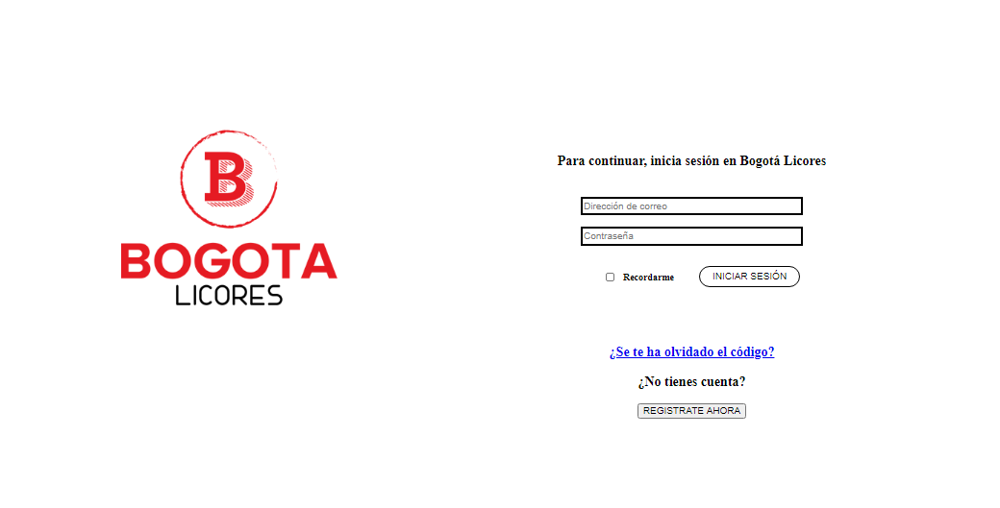 B
BOGOTA
LICORES
Para continuar, inicia sesión en Bogotá Licores
Dirección de correo
Contraseña
Recordarme
INICIAR SESIÓN
¿Se te ha olvidado el código?
¿No tienes cuenta?
REGISTRATE AHORA